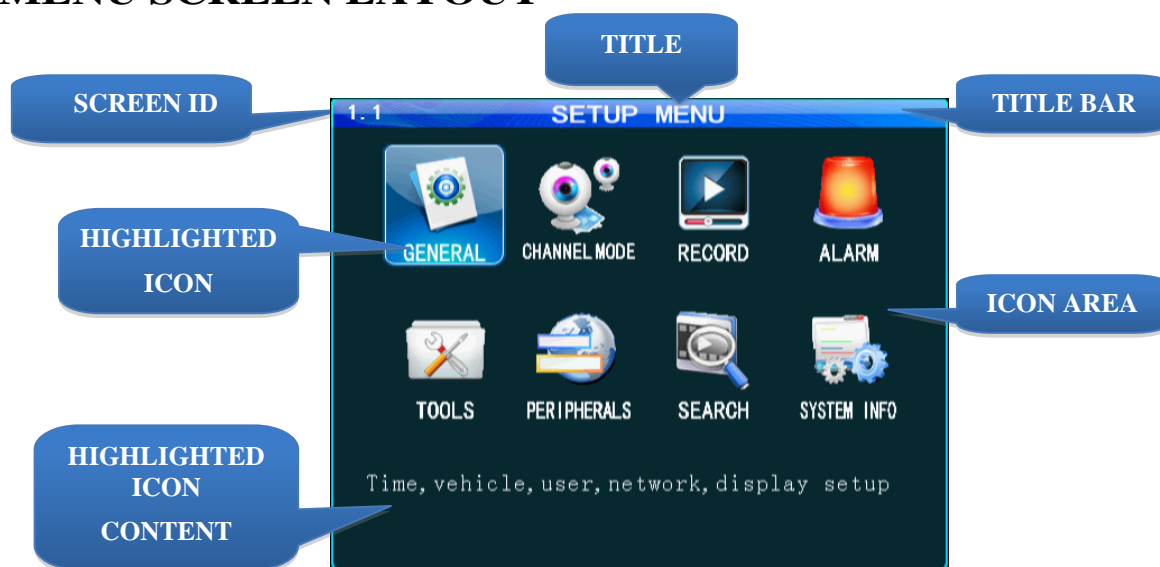 MENU SCREEN LAYOUT
TITLE
SCREEN ID
TITLE BAR
1.1 SETUP MENU
HIGHLIGHTED
ICON
GENERAL CHANNEL MODE RECORD ALARM
ICON AREA
TOOLS PERIPHERALS SEARCH SYSTEM INFO
HIGHLIGHTED
ICON
CONTENT
Time,vehicle,user,network,display setup